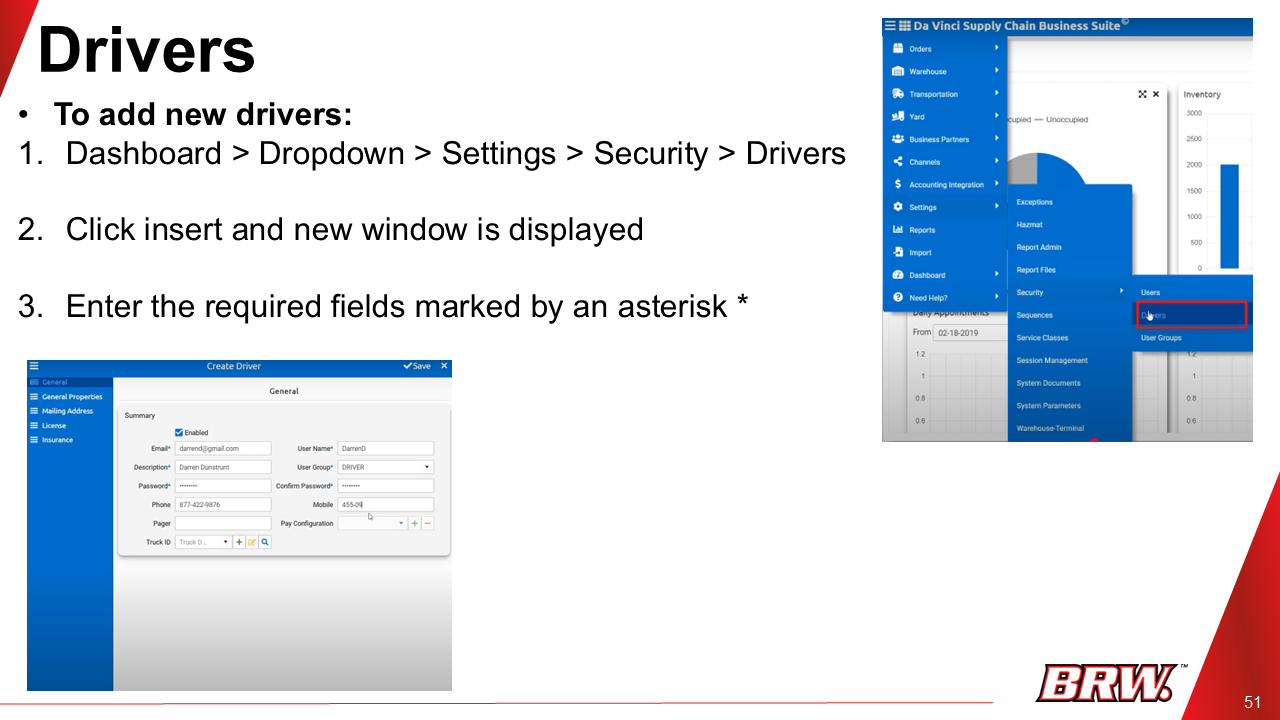 Drivers
• To add new drivers:
1. Dashboard > Dropdown > Settings > Security > Drivers
2. Click insert and new window is displayed
3. Enter the required fields marked by an asterisk *
Da Vinci Supply Chain Business Suite©
Orders
Warehouse
Transportation
Yard
Business Partners
Channels
Accounting Integration
Settings
Reports
Import
Dashboard
Need Help?
Exceptions
Hazmat
Report Admin
Report Files
Security
Sequences
Service Classes
Session Management
System Documents
System Parameters
Warehouse-Terminal
Users
Drivers
User Groups
cupied — Unoccupied
Inventory
3000
2500
2000
1500
1000
500
0
Daily Appointments
From 02-18-2019
1.2
1
0.8
0.6
1.2
1
0.8
0.6
Create Driver
Save
General
General Properties
Mailing Address
License
Insurance
General
Summary
Enabled
Email* darrend@gmail.com User Name* DarrenD
Description* Darren Dunstrunt User Group* DRIVER
Password* •••••••• Confirm Password* ••••••••
Phone 877-422-9876 Mobile 455-09
Pager Pay Configuration
Truck ID Truck D...
BRW.™
51